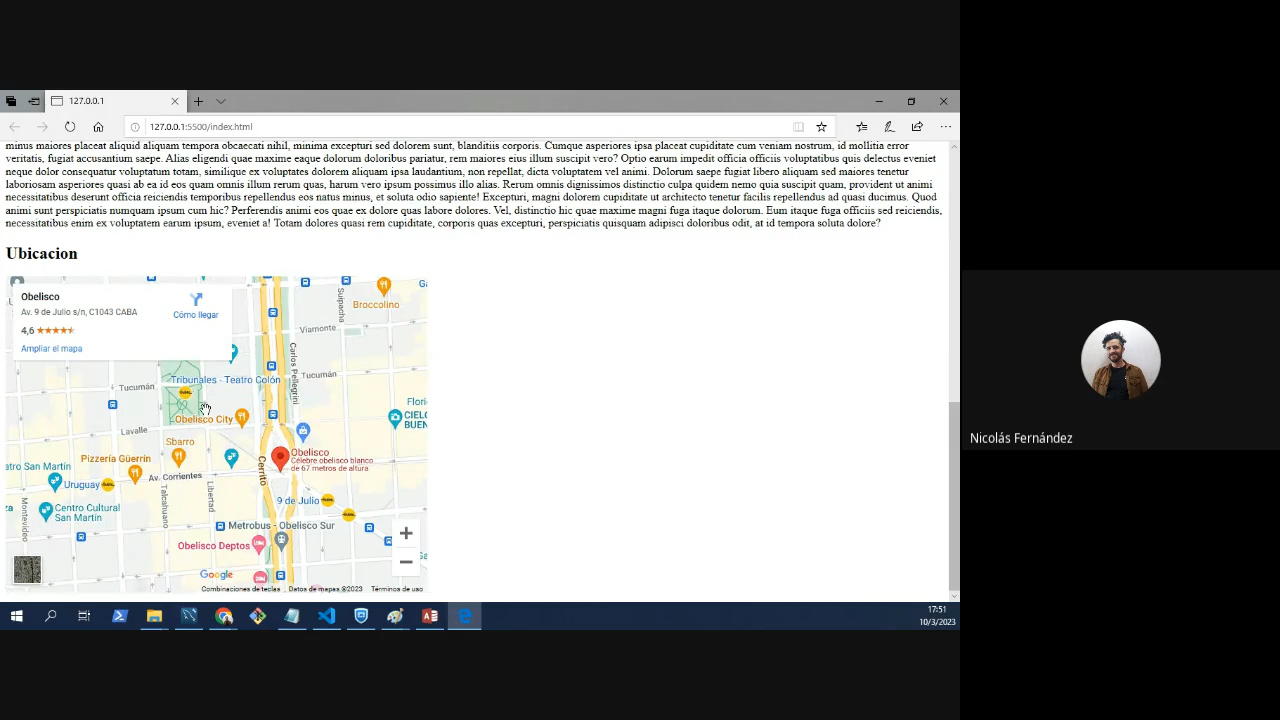 127.0.0.1
127.0.0.1:5500/index.html
minus maiores placeat aliquid aliquam tempora obcaecati nihil, minima excepturi sed dolorem sunt, blanditiis corporis. Cumque asperiores ipsa placeat cupiditate cum veniam nostrum, id mollitia error
veritatis, fugiat accusantium saepe. Alias eligendi quae maxime eaque dolorum doloribus pariatur, rem maiores eius illum suscipit vero? Optio earum impedit officia officiis voluptatibus quis delectus eveniet
neque dolor consequatur voluptatum totam, similique ex voluptates dolorem aliquam ipsa laudantium, non repellat, dicta voluptatem vel animi. Dolorum saepe fugiat libero aliquam sed maiores tenetur
laboriosam asperiores quasi ab ea id eos quam omnis illum rerum quas, harum vero ipsum possimus illo alias. Rerum omnis dignissimos distinctio culpa quidem nemo quia suscipit quam, provident ut animi
necessitatibus deserunt officia reiciendis temporibus repellendus eos natus minus, et soluta odio sapiente! Excepturi, magni dolorem cupiditate ut architecto tenetur facilis repellendus ad quasi ducimus. Quod
animi sunt perspiciatis numquam ipsum cum hic? Perferendis animi eos quae ex dolore quas labore dolores. Vel, distinctio hic quae maxime magni fuga itaque dolorum. Eum itaque fuga officiis sed reiciendis,
necessitatibus enim ex voluptatem earum ipsum, eveniet a! Totam dolores quasi rem cupiditate, corporis quas excepturi, perspiciatis quisquam adipisci doloribus odit, at id tempora soluta dolore?
Ubicacion
Obelisco
Av. 9 de Julio s/n, C1043 CABA
4,6
Cómo llegar
Ampliar el mapa
Suipacha
Broccolino
Viamonte
Carlos Pellegrini
Tribunales - Teatro Colón
Tucumán
Tucumán
Flori
CIELO
BUEN
Obelisco City
Lavalle
Sbarro
Pizzería Güerrín
Obelisco
Célebre obelisco blanco
de 67 metros de altura
atro San Martín
Uruguay
Av. Corrientes
Cerrito
Talcahuano
Libertad
Montevideo
Centro Cultural
San Martín
9 de Julio
Metrobus - Obelisco Sur
Obelisco Deptos
Google
Combinaciones de teclas
Datos de mapas ©2023
Términos de uso
17:51
10/3/2023
Nicolás Fernández